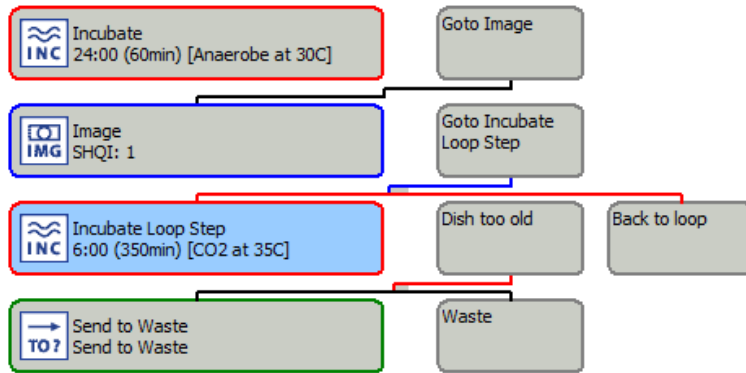 INC
Incubate
24:00 (60min) [Anaerobe at 30C]
Goto Image
IMG
Image
SHQI: 1
Goto Incubate
Loop Step
INC
Incubate Loop Step
6:00 (350min) [CO2 at 35C]
Dish too old
Back to loop
TO?
Send to Waste
Send to Waste
Waste